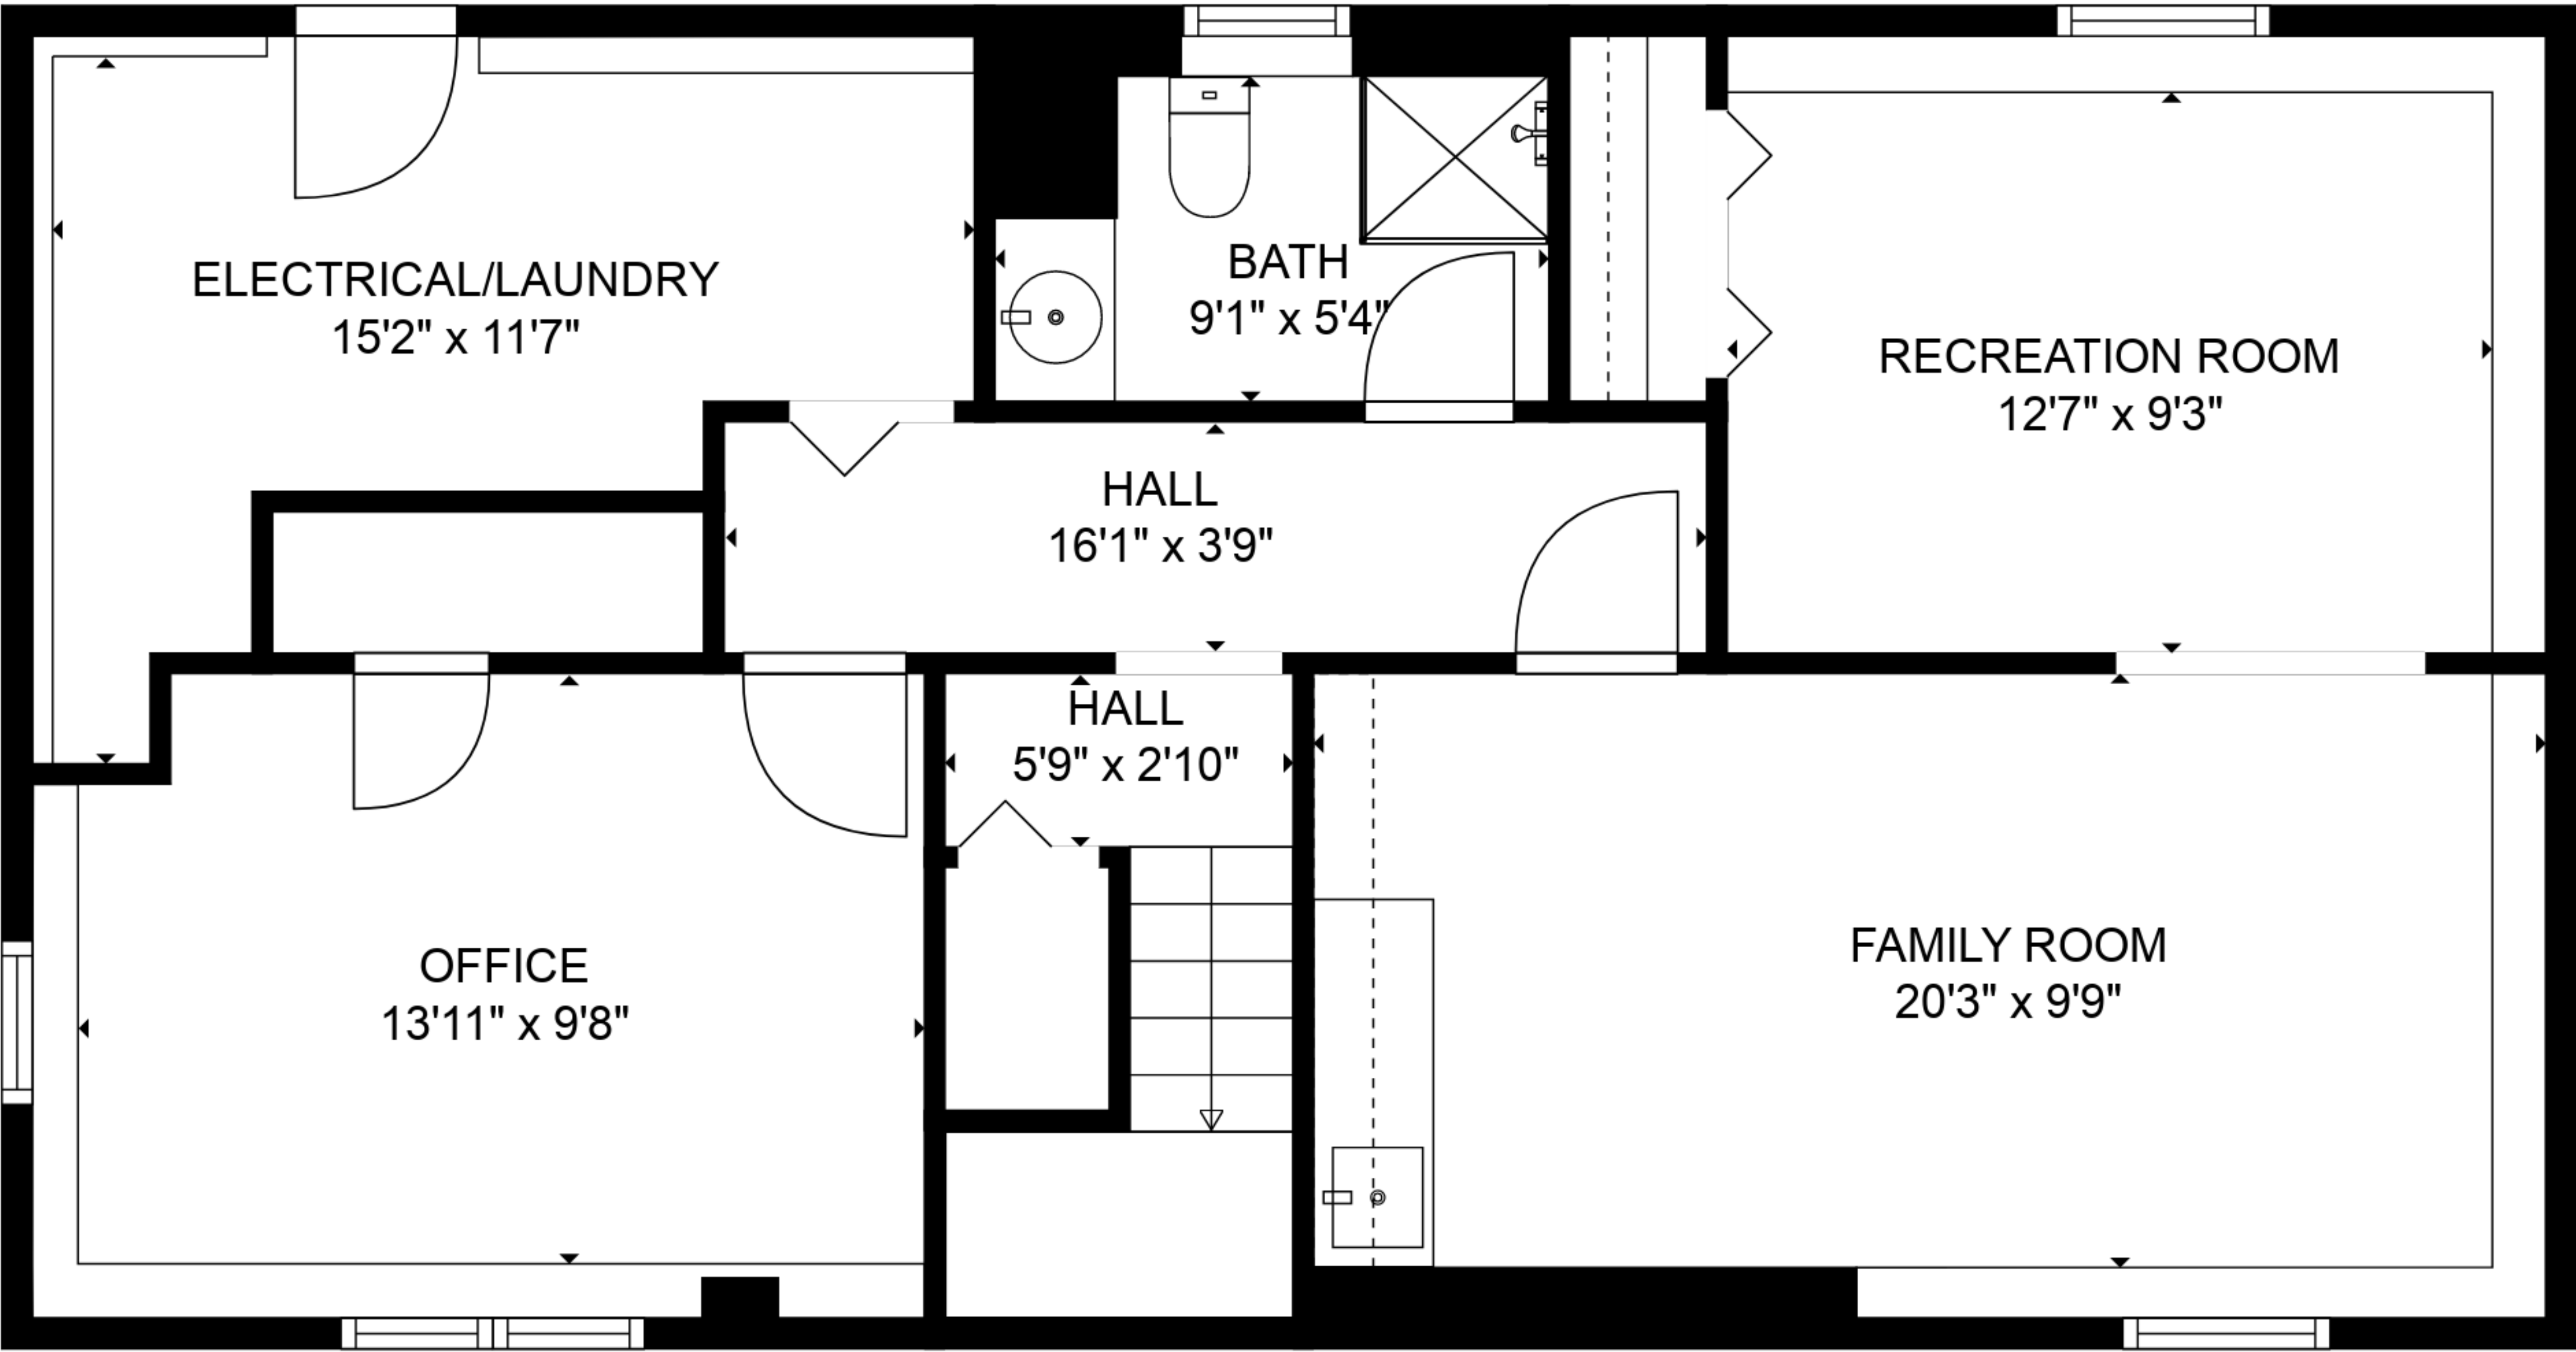 ELECTRICAL/LAUNDRY
15'2" x 11'7"
BATH
9'1" x 5'4"
RECREATION ROOM
12'7" x 9'3"
HALL
16'1" x 3'9"
HALL
5'9" x 2'10"
OFFICE
13'11" x 9'8"
FAMILY ROOM
20'3" x 9'9"